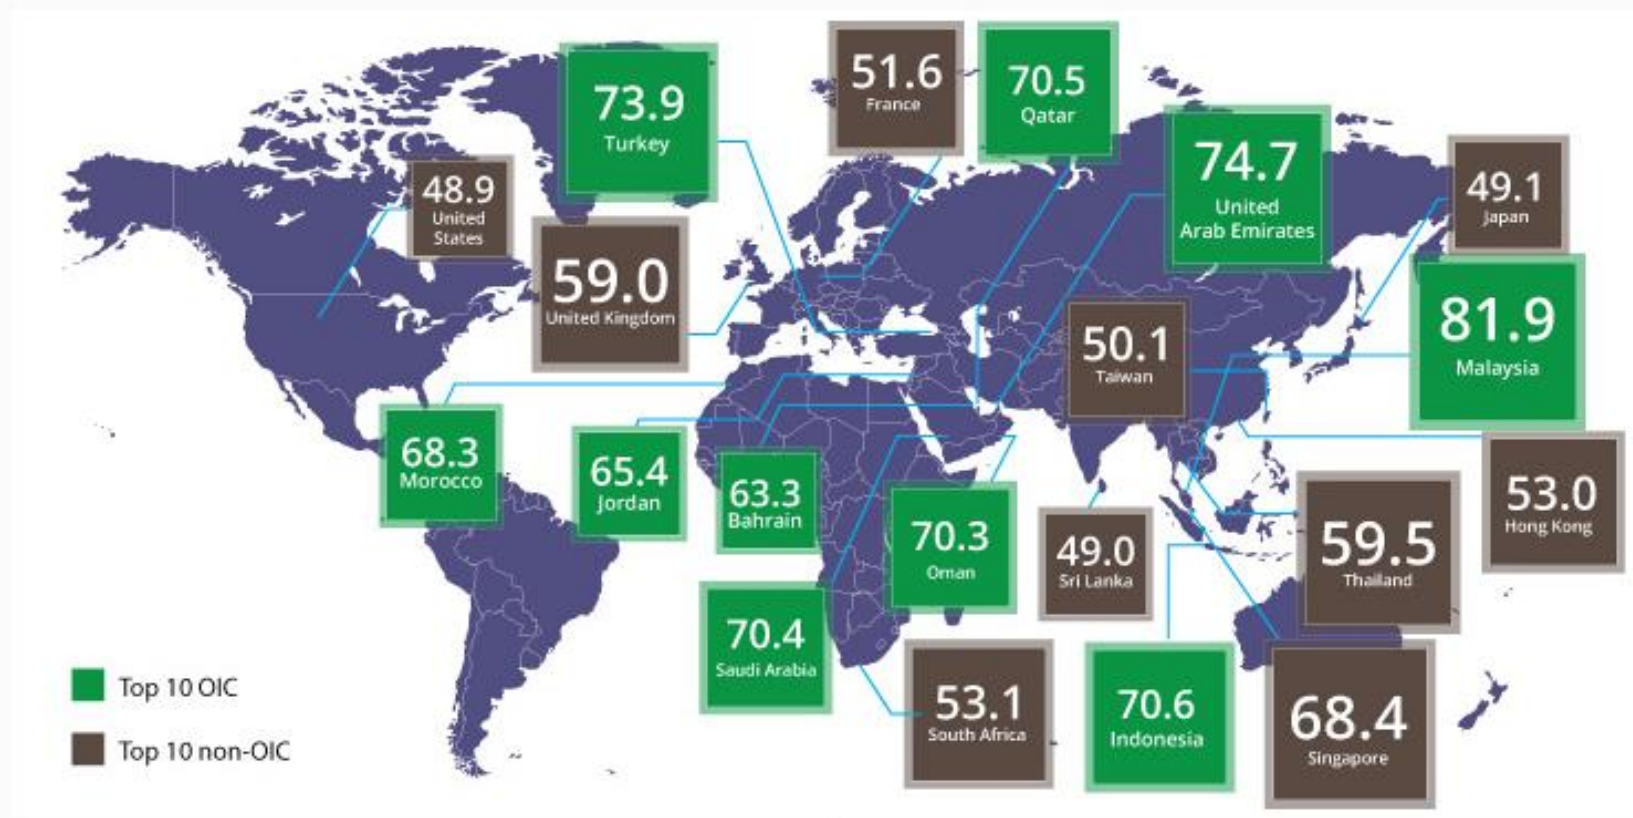 51.6
France
70.5
Qatar
73.9
Turkey
74.7
United
Arab Emirates
48.9
United
States
49.1
Japan
59.0
United Kingdom
50.1
Taiwan
81.9
Malaysia
68.3
Morocco
65.4
Jordan
63.3
Bahrain
70.3
Oman
49.0
Sri Lanka
59.5
Thailand
53.0
Hong Kong
70.4
Saudi Arabia
53.1
South Africa
70.6
Indonesia
68.4
Singapore
Top 10 OIC
Top 10 non-OIC